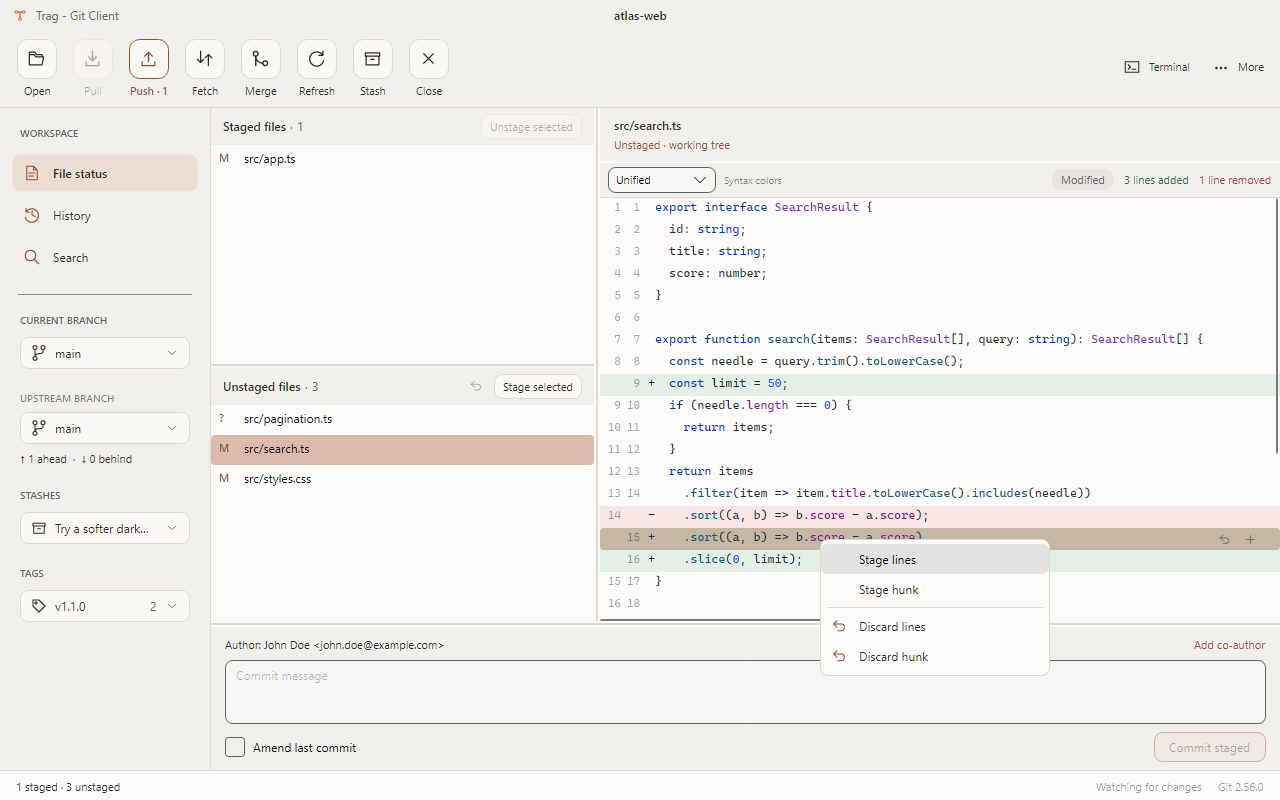 Trag - Git Client
atlas-web
Open
Pull
Push · 1
Fetch
Merge
Refresh
Stash
Close
Terminal
More
WORKSPACE
File status
History
Search
CURRENT BRANCH
main
UPSTREAM BRANCH
main
↑ 1 ahead · ↓ 0 behind
STASHES
Try a softer dark...
TAGS
v1.1.0 2
Staged files · 1
Unstage selected
M src/app.ts
Unstaged files · 3
Stage selected
? src/pagination.ts
M src/search.ts
M src/styles.css
src/search.ts
Unstaged · working tree
Unified
Syntax colors
Modified
3 lines added
1 line removed
1 1 export interface SearchResult {
2 2 id: string;
3 3 title: string;
4 4 score: number;
5 5 }
6 6
7 7 export function search(items: SearchResult[], query: string): SearchResult[] {
8 8 const needle = query.trim().toLowerCase();
9 + const limit = 50;
9 10 if (needle.length === 0) {
10 11 return items;
11 12 }
12 13 return items
13 14 .filter(item => item.title.toLowerCase().includes(needle))
14 - .sort((a, b) => b.score - a.score);
15 + .sort((a, b) => b.score - a.score)
16 + .slice(0, limit);
15 17 }
16 18
Stage lines
Stage hunk
Discard lines
Discard hunk
Author: John Doe <john.doe@example.com>
Add co-author
Commit message
Amend last commit
Commit staged
1 staged · 3 unstaged
Watching for changes
Git 2.56.0